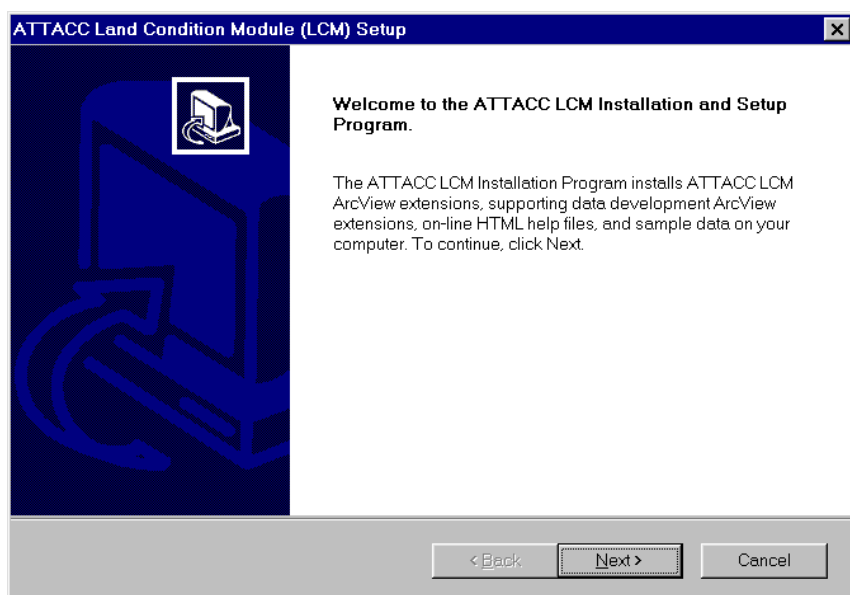 ATTACC Land Condition Module (LCM) Setup
Welcome to the ATTACC LCM Installation and Setup
Program.
The ATTACC LCM Installation Program installs ATTACC LCM
ArcView extensions, supporting data development ArcView
extensions, on-line HTML help files, and sample data on your
computer. To continue, click Next.
< Back
Next >
Cancel